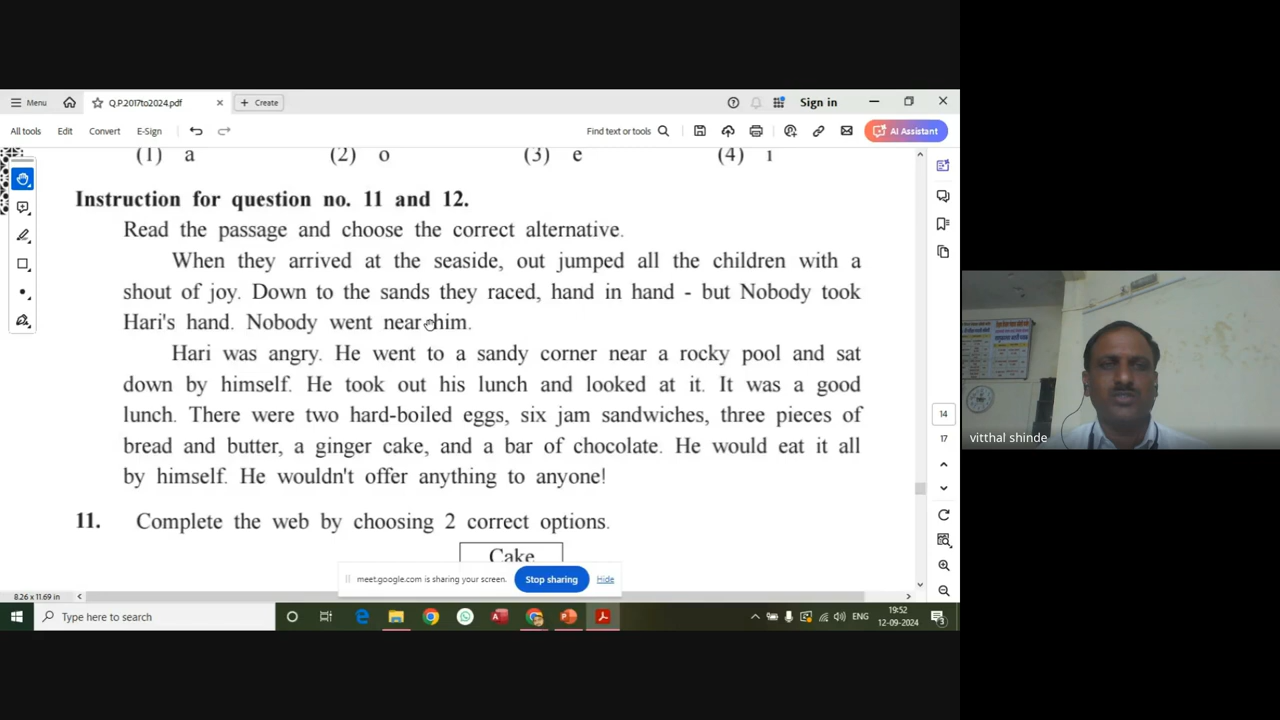 Menu
Q.P.2017to2024.pdf
Create
Sign in
All tools
Edit
Convert
E-Sign
Find text or tools
AI Assistant
(1) a (2) o (3) e (4) i
Instruction for question no. 11 and 12.
Read the passage and choose the correct alternative.
When they arrived at the seaside, out jumped all the children with a
shout of joy. Down to the sands they raced, hand in hand - but Nobody took
Hari's hand. Nobody went near him.
Hari was angry. He went to a sandy corner near a rocky pool and sat
down by himself. He took out his lunch and looked at it. It was a good
lunch. There were two hard-boiled eggs, six jam sandwiches, three pieces of
bread and butter, a ginger cake, and a bar of chocolate. He would eat it all
by himself. He wouldn't offer anything to anyone!
11. Complete the web by choosing 2 correct options.
Cake
14
17
meet.google.com is sharing your screen.
Stop sharing
Hide
8.26 x 11.69 in
Type here to search
ENG
19:52
12-09-2024
3
vitthal shinde